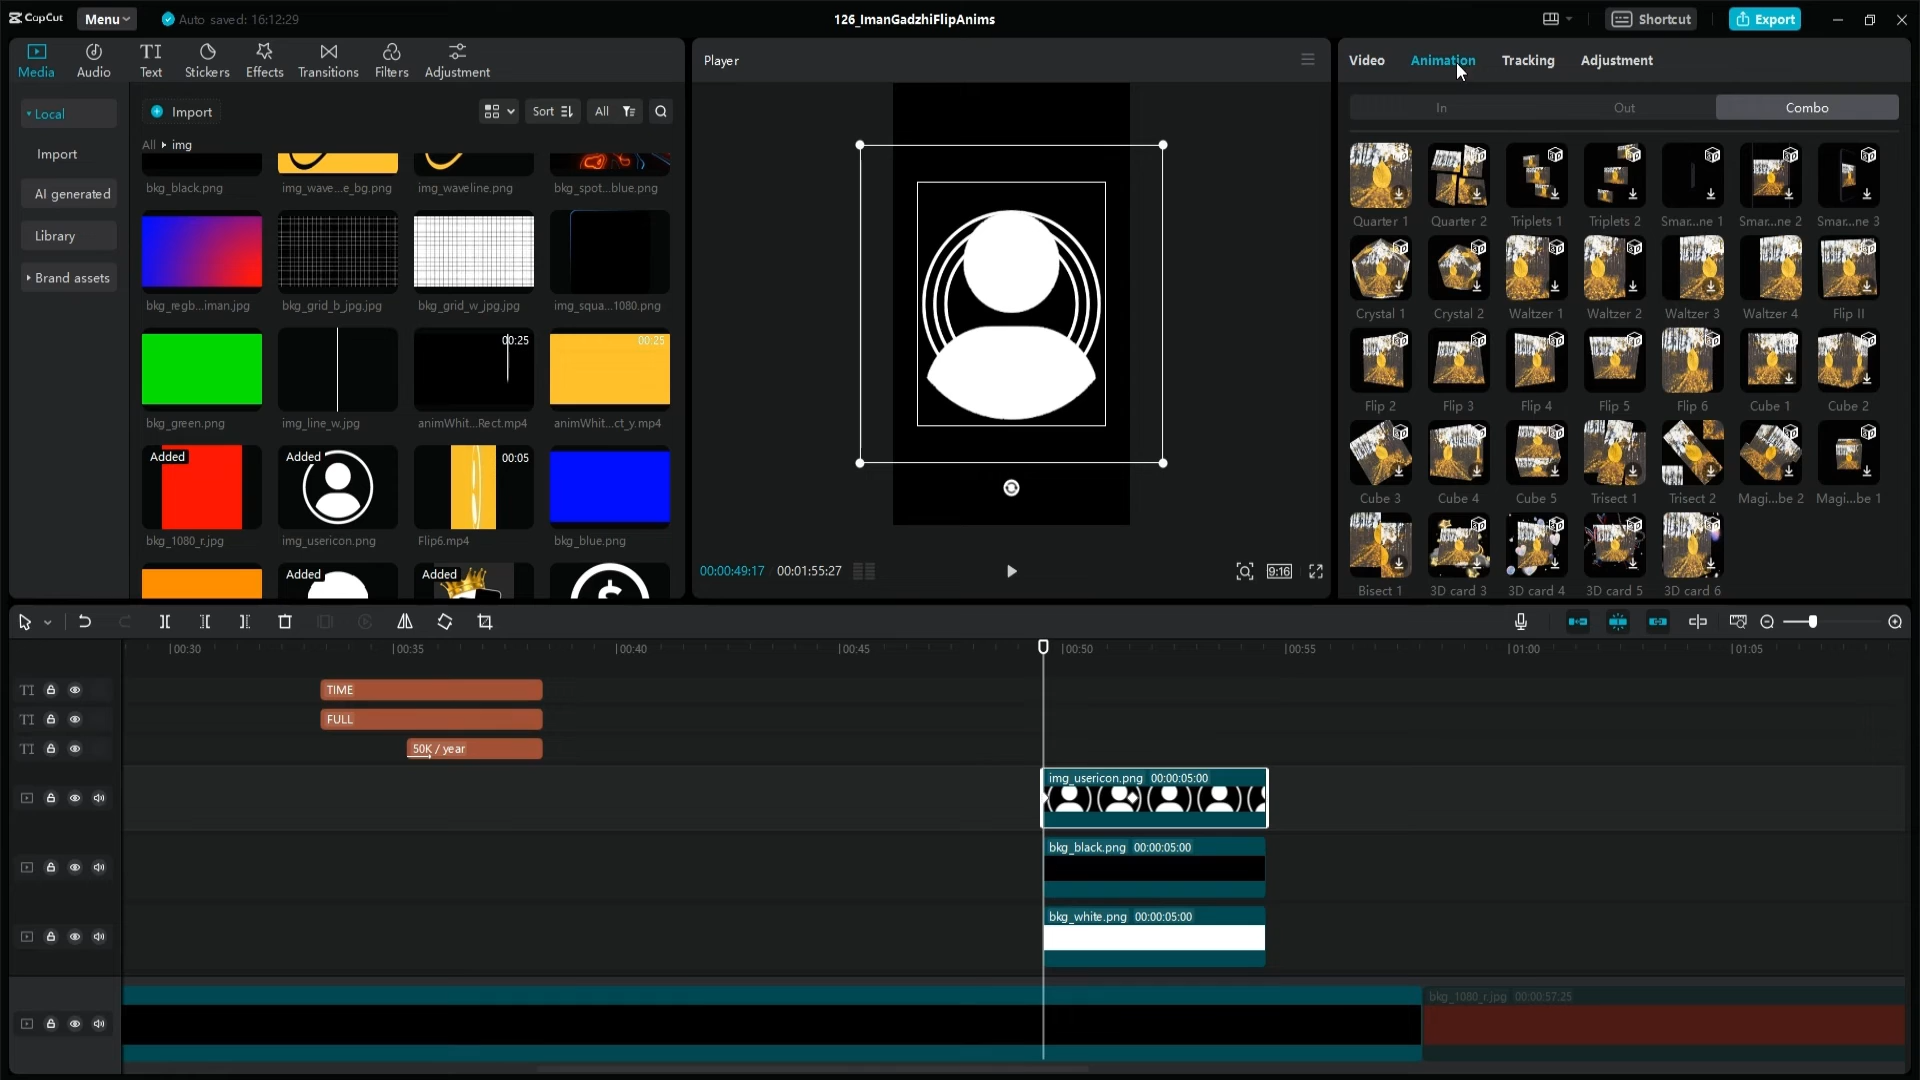 CapCut
Menu
Auto saved: 16:12:29
126_ImanGadzhiFlipAnims
Shortcut
Export
Media
Audio
TI
Text
Stickers
Effects
Transitions
Filters
Adjustment
Local
Import
AI generated
Library
Brand assets
Import
Sort
All
All
img
bkg_black.png
img_wave...e_bg.png
img_waveline.png
bkg_spot...blue.png
bkg_regb...iman.jpg
bkg_grid_b_jpg.jpg
bkg_grid_w_jpg.jpg
img_squa...1080.png
00:25
00:25
bkg_green.png
img_line_w.jpg
animWhit...Rect.mp4
animWhit...ct_y.mp4
Added
Added
00:05
bkg_1080_r.jpg
img_usericon.png
Flip6.mp4
bkg_blue.png
Added
Added
Player
00:00:49:17
00:01:55:27
9:16
Video
Animation
Tracking
Adjustment
In
Out
Combo
Quarter 1
Quarter 2
Triplets 1
Triplets 2
Smar...ne 1
Smar...ne 2
Smar...ne 3
Crystal 1
Crystal 2
Waltzer 1
Waltzer 2
Waltzer 3
Waltzer 4
Flip II
Flip 2
Flip 3
Flip 4
Flip 5
Flip 6
Cube 1
Cube 2
Cube 3
Cube 4
Cube 5
Trisect 1
Trisect 2
Magi...be 2
Magi...be 1
Bisect 1
3D card 3
3D card 4
3D card 5
3D card 6
00:30
00:35
00:40
00:45
00:50
00:55
01:00
01:05
TI
TIME
TI
FULL
TI
50K / year
img_usericon.png 00:00:05:00
bkg_black.png 00:00:05:00
bkg_white.png 00:00:05:00
bkg_1080_r.jpg 00:00:57:25